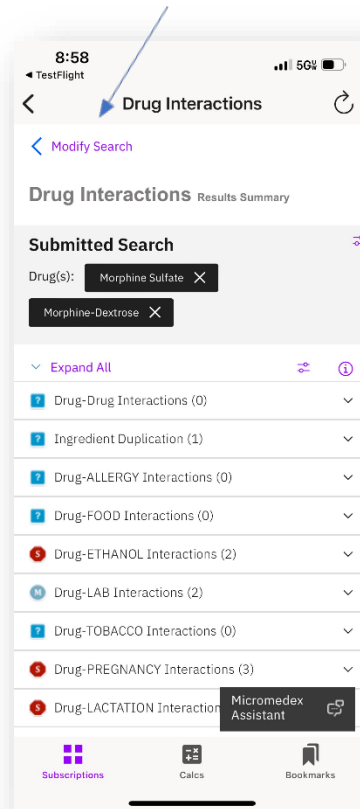 8:58
5G
TestFlight
Drug Interactions
Modify Search
Drug Interactions Results Summary
Submitted Search
Drug(s): Morphine Sulfate
Morphine-Dextrose
Expand All
? Drug-Drug Interactions (0)
? Ingredient Duplication (1)
? Drug-ALLERGY Interactions (0)
? Drug-FOOD Interactions (0)
S Drug-ETHANOL Interactions (2)
M Drug-LAB Interactions (2)
? Drug-TOBACCO Interactions (0)
S Drug-PREGNANCY Interactions (3)
S Drug-LACTATION Interaction
Micromedex
Assistant
Subscriptions Calcs Bookmarks